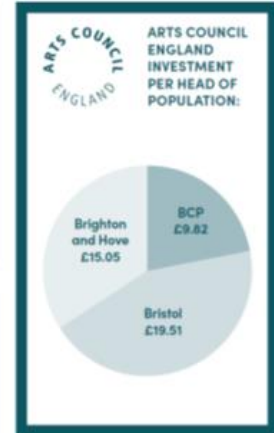 ARTS COUNCIL
ENGLAND
ARTS COUNCIL
ENGLAND
INVESTMENT
PER HEAD OF
POPULATION:
BCP
£9.82
Brighton
and Hove
£15.05
Bristol
£19.51